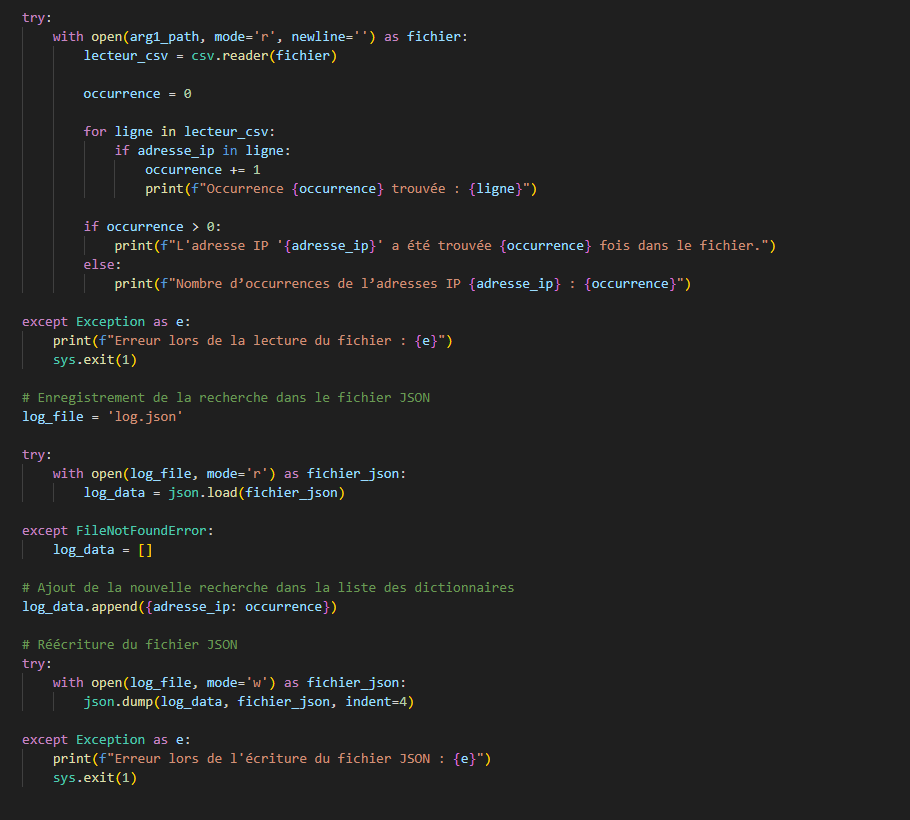 try:
    with open(arg1_path, mode='r', newline='') as fichier:
        lecteur_csv = csv.reader(fichier)

        occurrence = 0

        for ligne in lecteur_csv:
            if adresse_ip in ligne:
                occurrence += 1
                print(f"Occurrence {occurrence} trouvée : {ligne}")

        if occurrence > 0:
            print(f"L'adresse IP '{adresse_ip}' a été trouvée {occurrence} fois dans le fichier.")
        else:
            print(f"Nombre d’occurrences de l’adresses IP {adresse_ip} : {occurrence}")

except Exception as e:
    print(f"Erreur lors de la lecture du fichier : {e}")
    sys.exit(1)

# Enregistrement de la recherche dans le fichier JSON
log_file = 'log.json'

try:
    with open(log_file, mode='r') as fichier_json:
        log_data = json.load(fichier_json)

except FileNotFoundError:
    log_data = []

# Ajout de la nouvelle recherche dans la liste des dictionnaires
log_data.append({adresse_ip: occurrence})

# Réécriture du fichier JSON
try:
    with open(log_file, mode='w') as fichier_json:
        json.dump(log_data, fichier_json, indent=4)

except Exception as e:
    print(f"Erreur lors de l'écriture du fichier JSON : {e}")
    sys.exit(1)